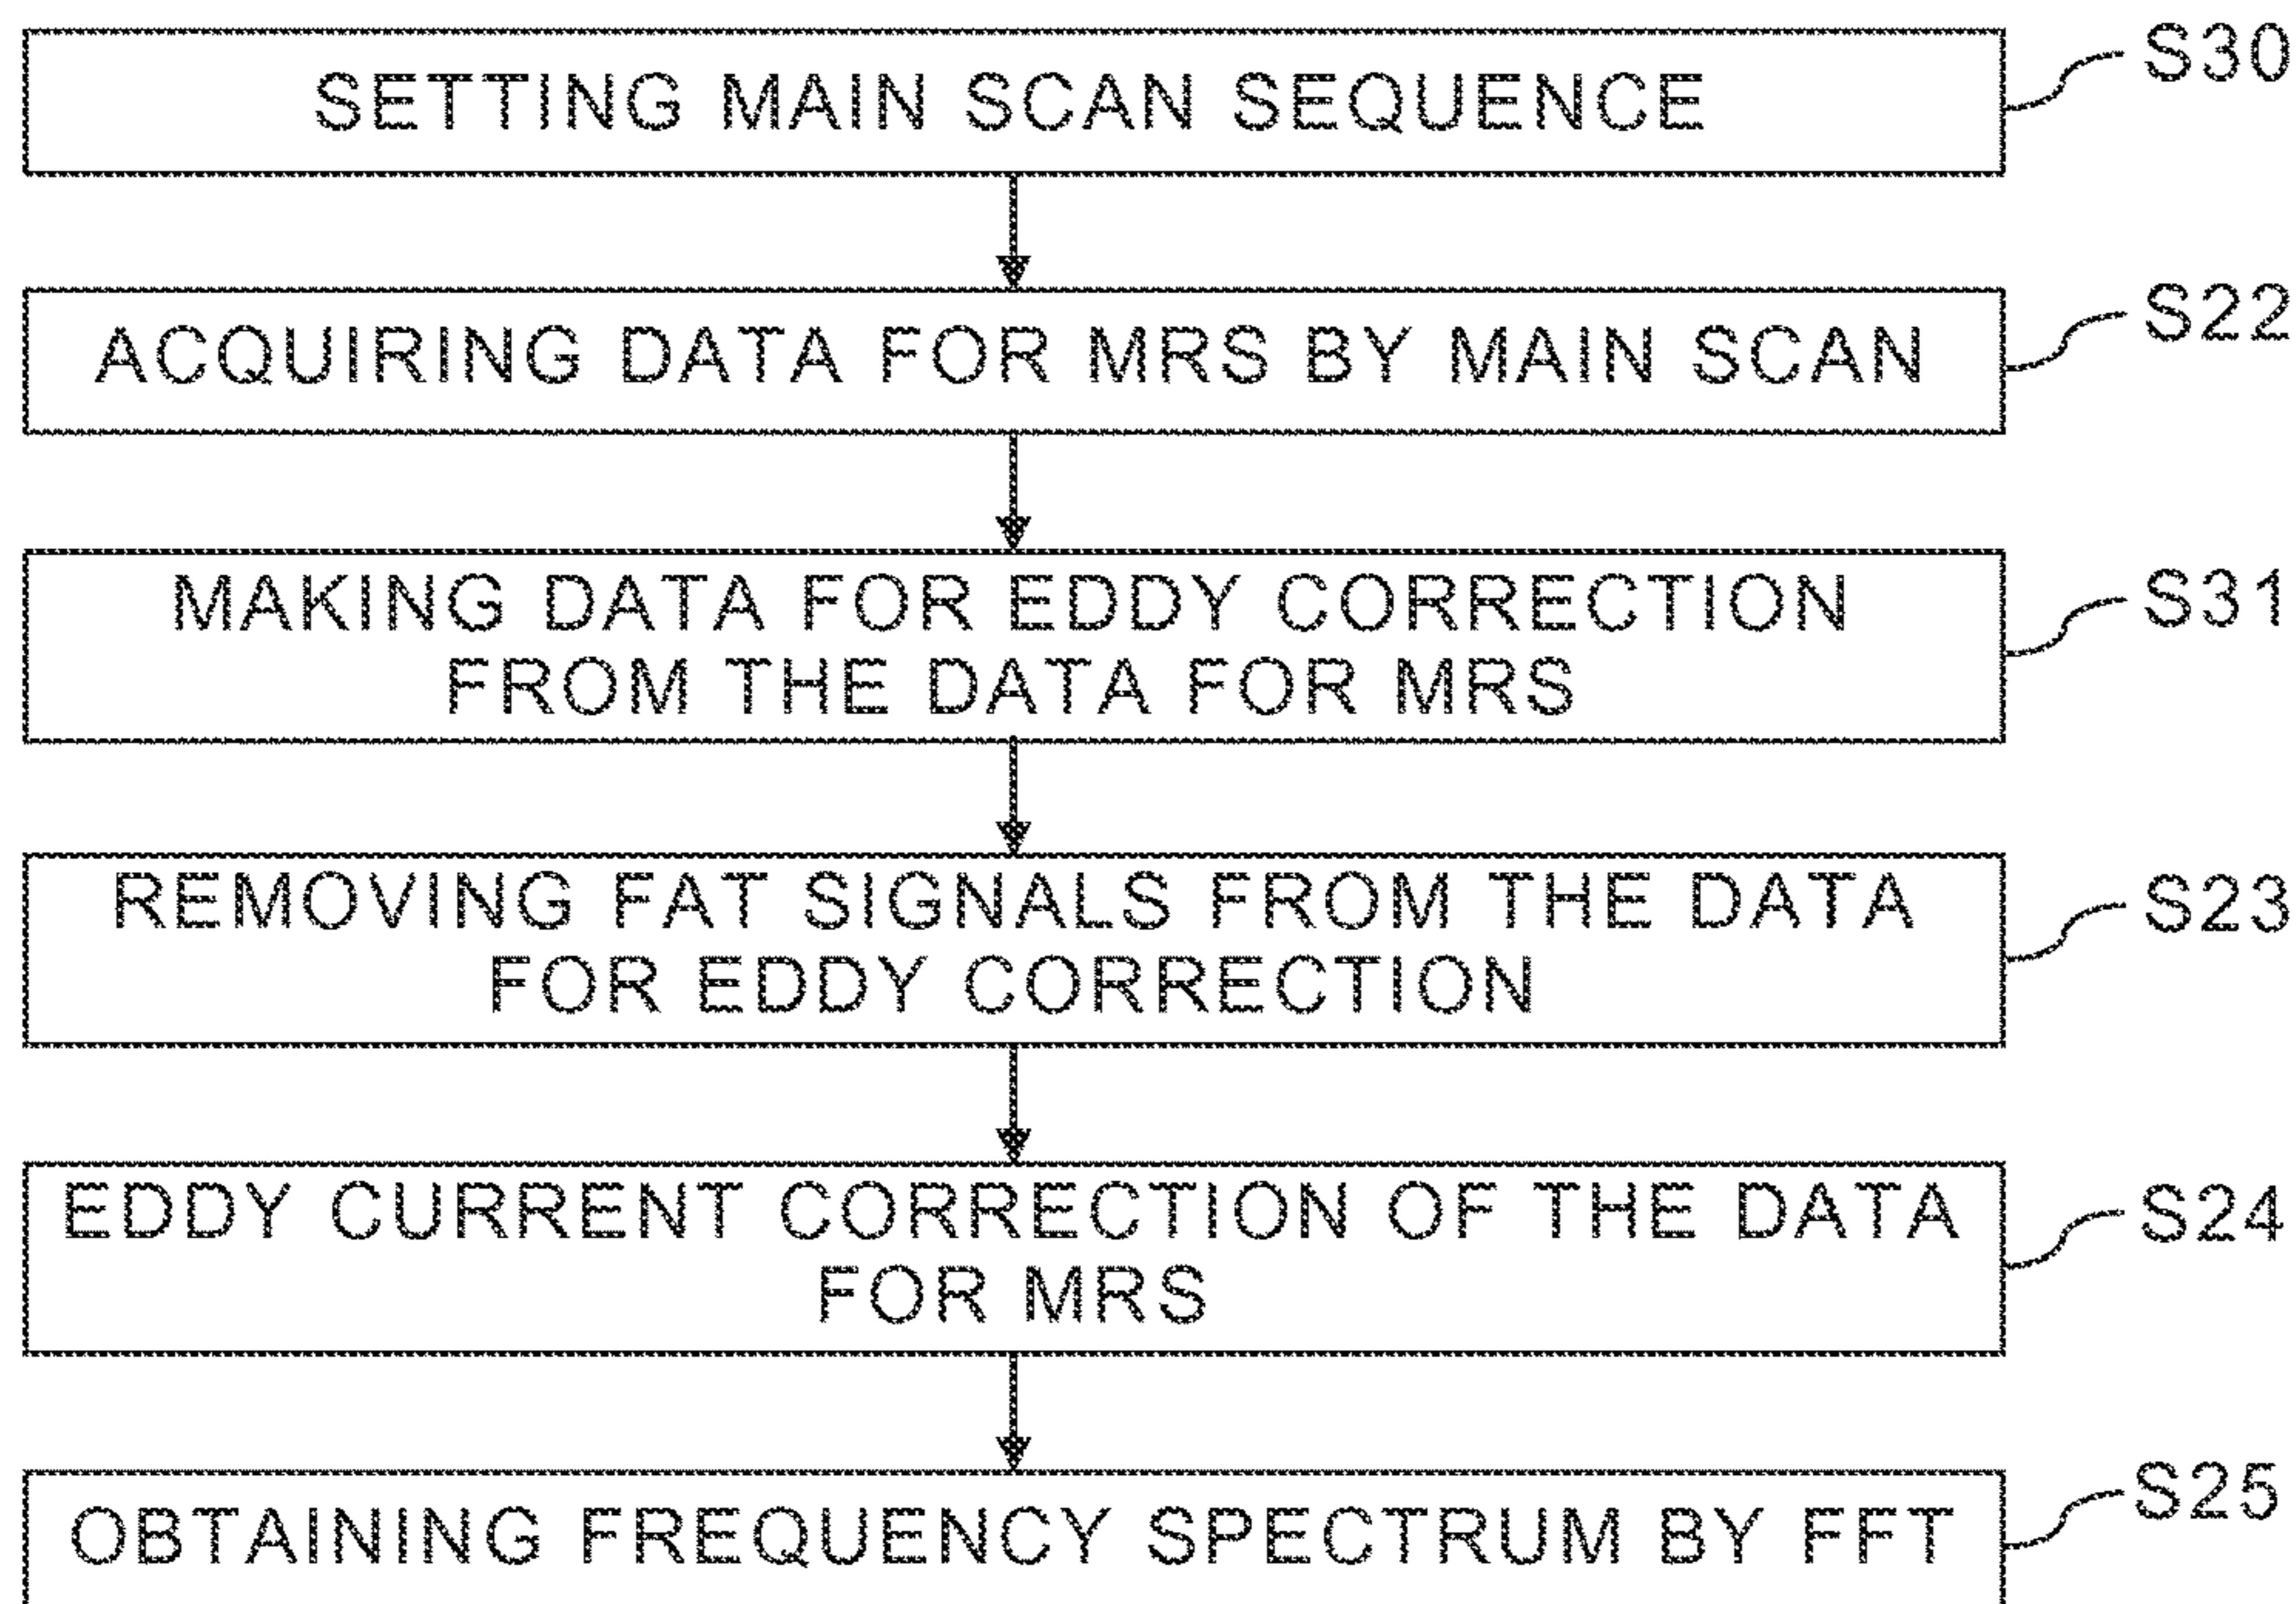 SETTING MAIN SCAN SEQUENCE
S30
ACQUIRING DATA FOR MRS BY MAIN SCAN
S22
MAKING DATA FOR EDDY CORRECTION
FROM THE DATA FOR MRS
S31
REMOVING FAT SIGNALS FROM THE DATA
FOR EDDY CORRECTION
S23
EDDY CURRENT CORRECTION OF THE DATA
FOR MRS
S24
OBTAINING FREQUENCY SPECTRUM BY FFT
S25